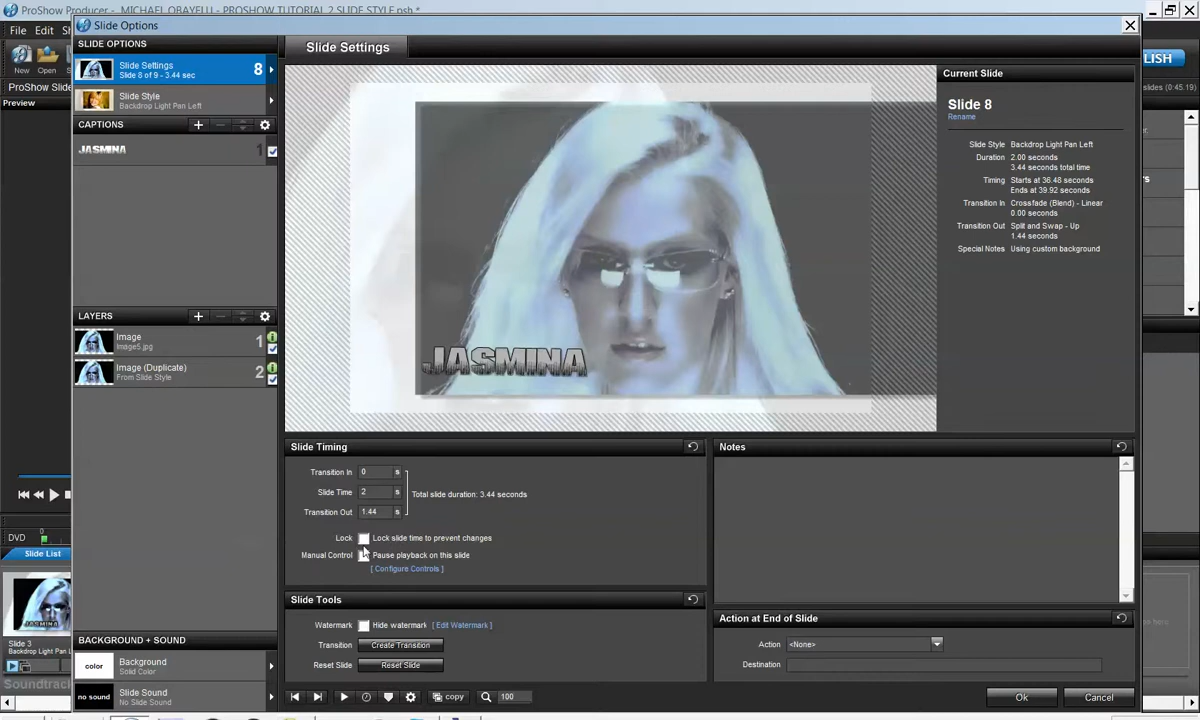 ProShow Producer - MICHAEL OBAYELU - PROSHOW TUTORIAL 2 SLIDE STYLE.psh *
File Edit
Slide Options
SLIDE OPTIONS
Slide Settings
LISH
Slide Settings
Slide 8 of 9 - 3.44 sec
8
New Open
Current Slide
ProShow Slide
slides (0:45.19)
Slide Style
Backdrop Light Pan Left
Preview
Slide 8
Rename
CAPTIONS
JASMINA
1
Slide Style Backdrop Light Pan Left
Duration 2.00 seconds
3.44 seconds total time
Timing Starts at 36.48 seconds
Ends at 39.92 seconds
Transition In Crossfade (Blend) - Linear
0.00 seconds
Transition Out Split and Swap - Up
1.44 seconds
Special Notes Using custom background
LAYERS
Image
Image5.jpg
1
Image (Duplicate)
From Slide Style
2
JASMINA
Slide Timing
Notes
Transition In 0 s
Slide Time 2 s
Total slide duration: 3.44 seconds
Transition Out 1.44 s
Lock Lock slide time to prevent changes
DVD
Manual Control Pause playback on this slide
Slide List
[ Configure Controls ]
Slide Tools
Action at End of Slide
Watermark Hide watermark [ Edit Watermark ]
BACKGROUND + SOUND
Transition Create Transition
Action <None>
Slide 3
Backdrop Light Pan L
color
Background
Solid Color
Reset Slide Reset Slide
Destination
Soundtrack
no sound
Slide Sound
No Slide Sound
copy
100
Ok
Cancel